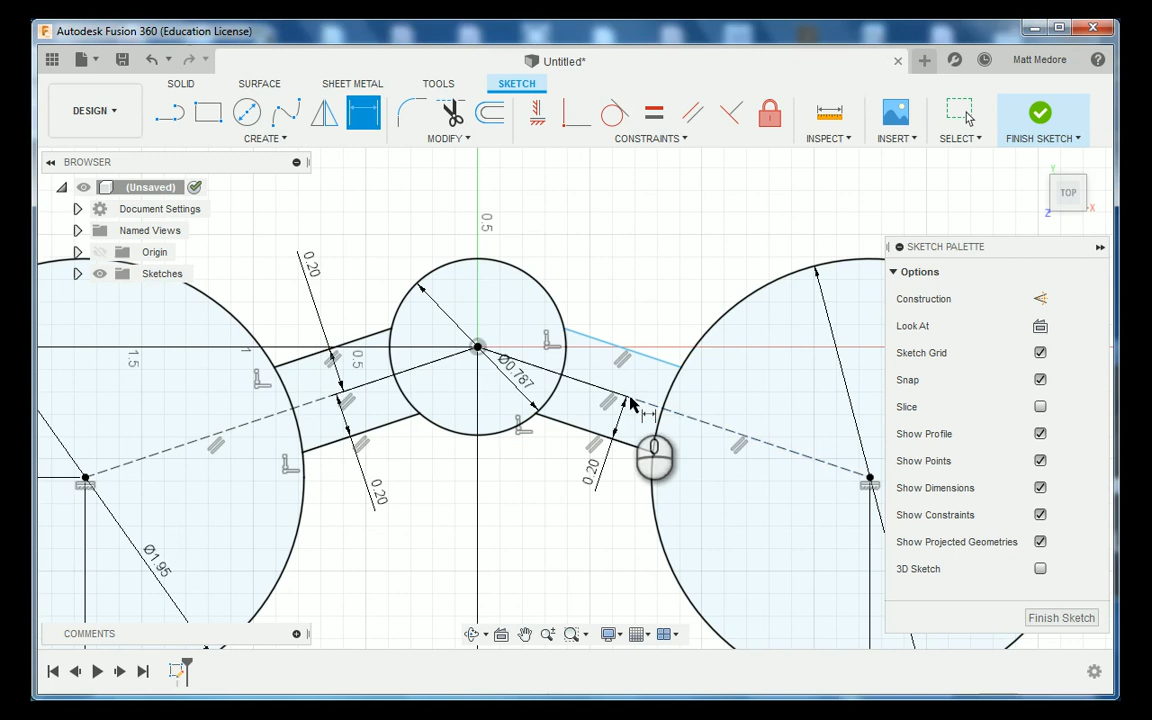 Autodesk Fusion 360 (Education License)
Untitled*
Matt Medore
DESIGN
SOLID SURFACE SHEET METAL TOOLS SKETCH
CREATE MODIFY CONSTRAINTS INSPECT INSERT SELECT FINISH SKETCH
BROWSER
(Unsaved)
Document Settings
Named Views
Origin
Sketches
TOP
Y
X
Z
0.5
0.20
1.5
1
0.5
Ø0.787
0.20
0.20
Ø1.95
0
SKETCH PALETTE
Options
Construction
Look At
Sketch Grid
Snap
Slice
Show Profile
Show Points
Show Dimensions
Show Constraints
Show Projected Geometries
3D Sketch
Finish Sketch
COMMENTS